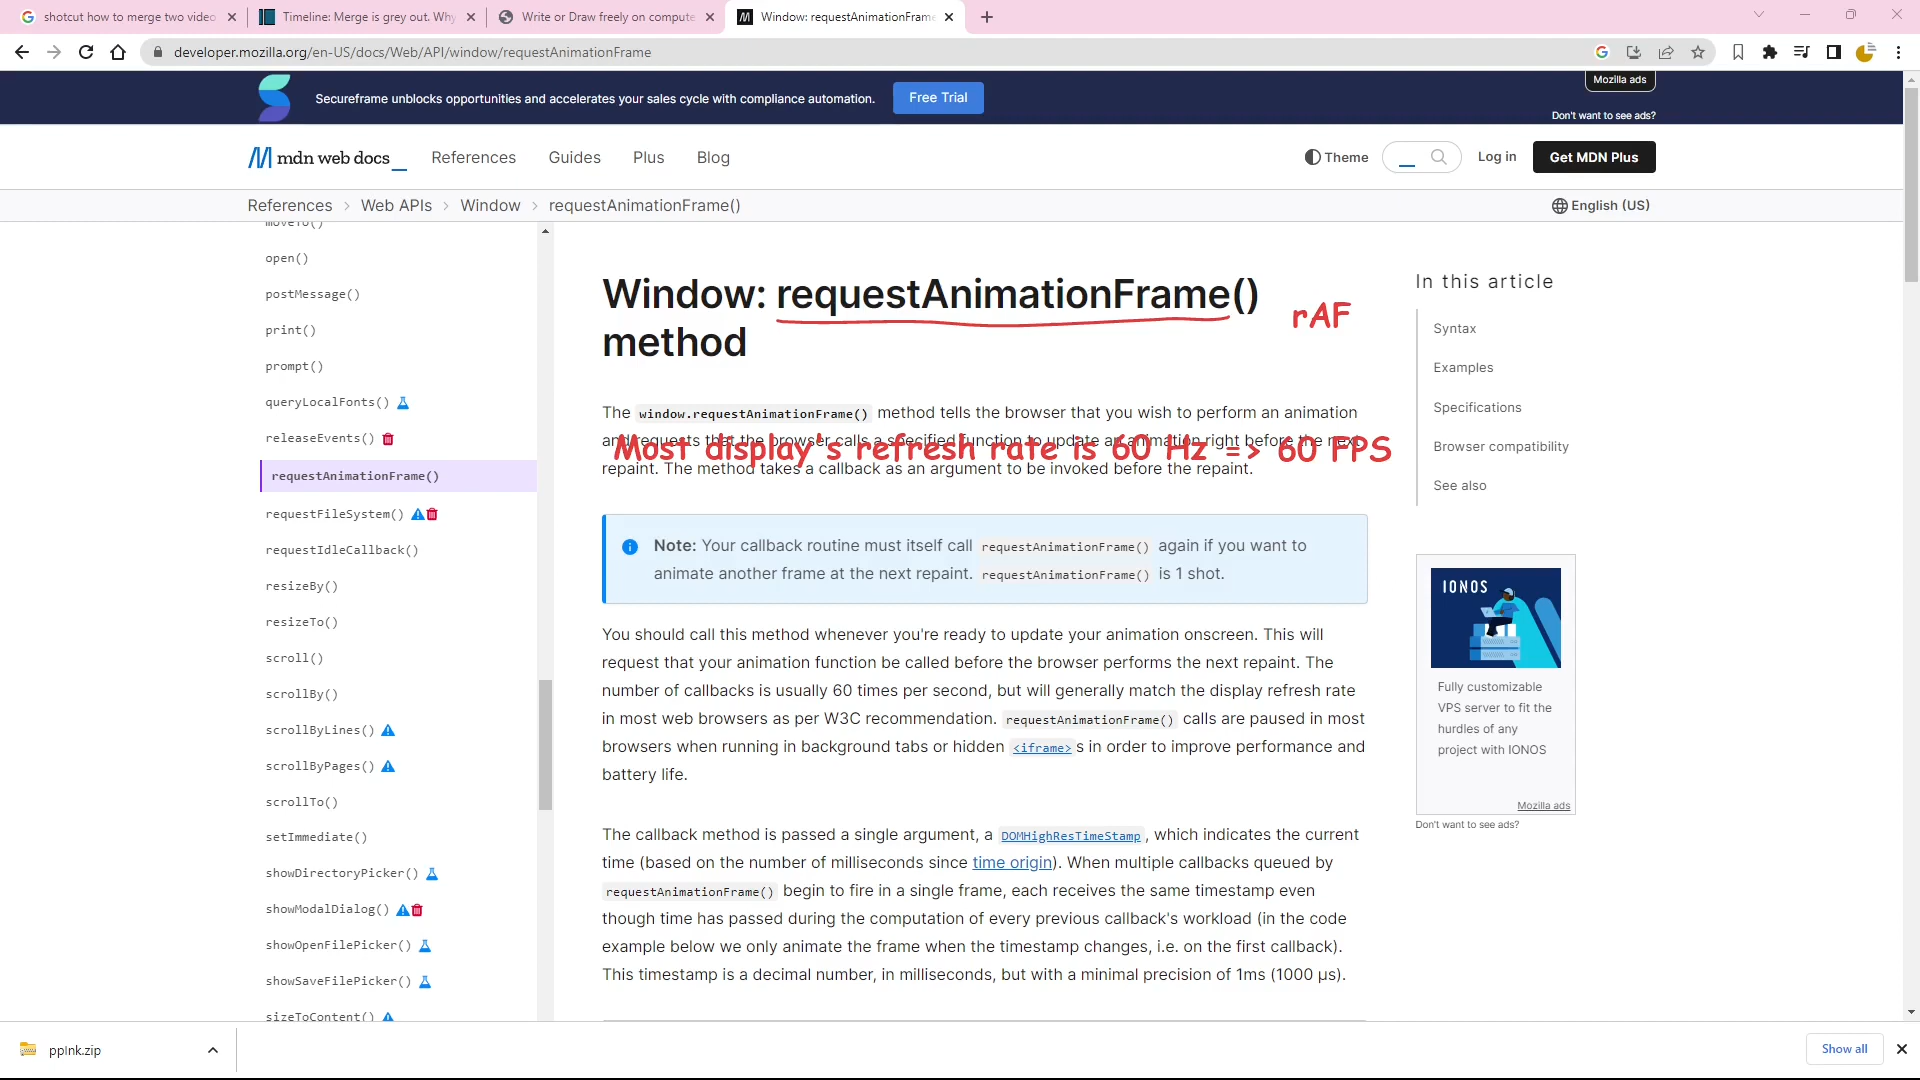 shotcut how to merge two video
Timeline: Merge is grey out. Why
Write or Draw freely on compute
Window: requestAnimationFrame
developer.mozilla.org/en-US/docs/Web/API/window/requestAnimationFrame
Secureframe unblocks opportunities and accelerates your sales cycle with compliance automation.
Free Trial
Mozilla ads
Don't want to see ads?
mdn web docs
References
Guides
Plus
Blog
Theme
Log in
Get MDN Plus
References > Web APIs > Window > requestAnimationFrame()
English (US)
moveTo()
open()
postMessage()
print()
prompt()
queryLocalFonts()
releaseEvents()
requestAnimationFrame()
requestFileSystem()
requestIdleCallback()
resizeBy()
resizeTo()
scroll()
scrollBy()
scrollByLines()
scrollByPages()
scrollTo()
setImmediate()
showDirectoryPicker()
showModalDialog()
showOpenFilePicker()
showSaveFilePicker()
sizeToContent()
Window: requestAnimationFrame()
method
rAF
The window.requestAnimationFrame() method tells the browser that you wish to perform an animation
and requests that the browser calls a specified function to update an animation right before the next
Most display's refresh rate is 60 Hz => 60 FPS
repaint. The method takes a callback as an argument to be invoked before the repaint.
Note: Your callback routine must itself call requestAnimationFrame() again if you want to
animate another frame at the next repaint. requestAnimationFrame() is 1 shot.
You should call this method whenever you're ready to update your animation onscreen. This will
request that your animation function be called before the browser performs the next repaint. The
number of callbacks is usually 60 times per second, but will generally match the display refresh rate
in most web browsers as per W3C recommendation. requestAnimationFrame() calls are paused in most
browsers when running in background tabs or hidden <iframe>s in order to improve performance and
battery life.
The callback method is passed a single argument, a DOMHighResTimeStamp, which indicates the current
time (based on the number of milliseconds since time origin). When multiple callbacks queued by
requestAnimationFrame() begin to fire in a single frame, each receives the same timestamp even
though time has passed during the computation of every previous callback's workload (in the code
example below we only animate the frame when the timestamp changes, i.e. on the first callback).
This timestamp is a decimal number, in milliseconds, but with a minimal precision of 1ms (1000 µs).
In this article
Syntax
Examples
Specifications
Browser compatibility
See also
IONOS
Fully customizable
VPS server to fit the
hurdles of any
project with IONOS
Mozilla ads
Don't want to see ads?
ppInk.zip
Show all